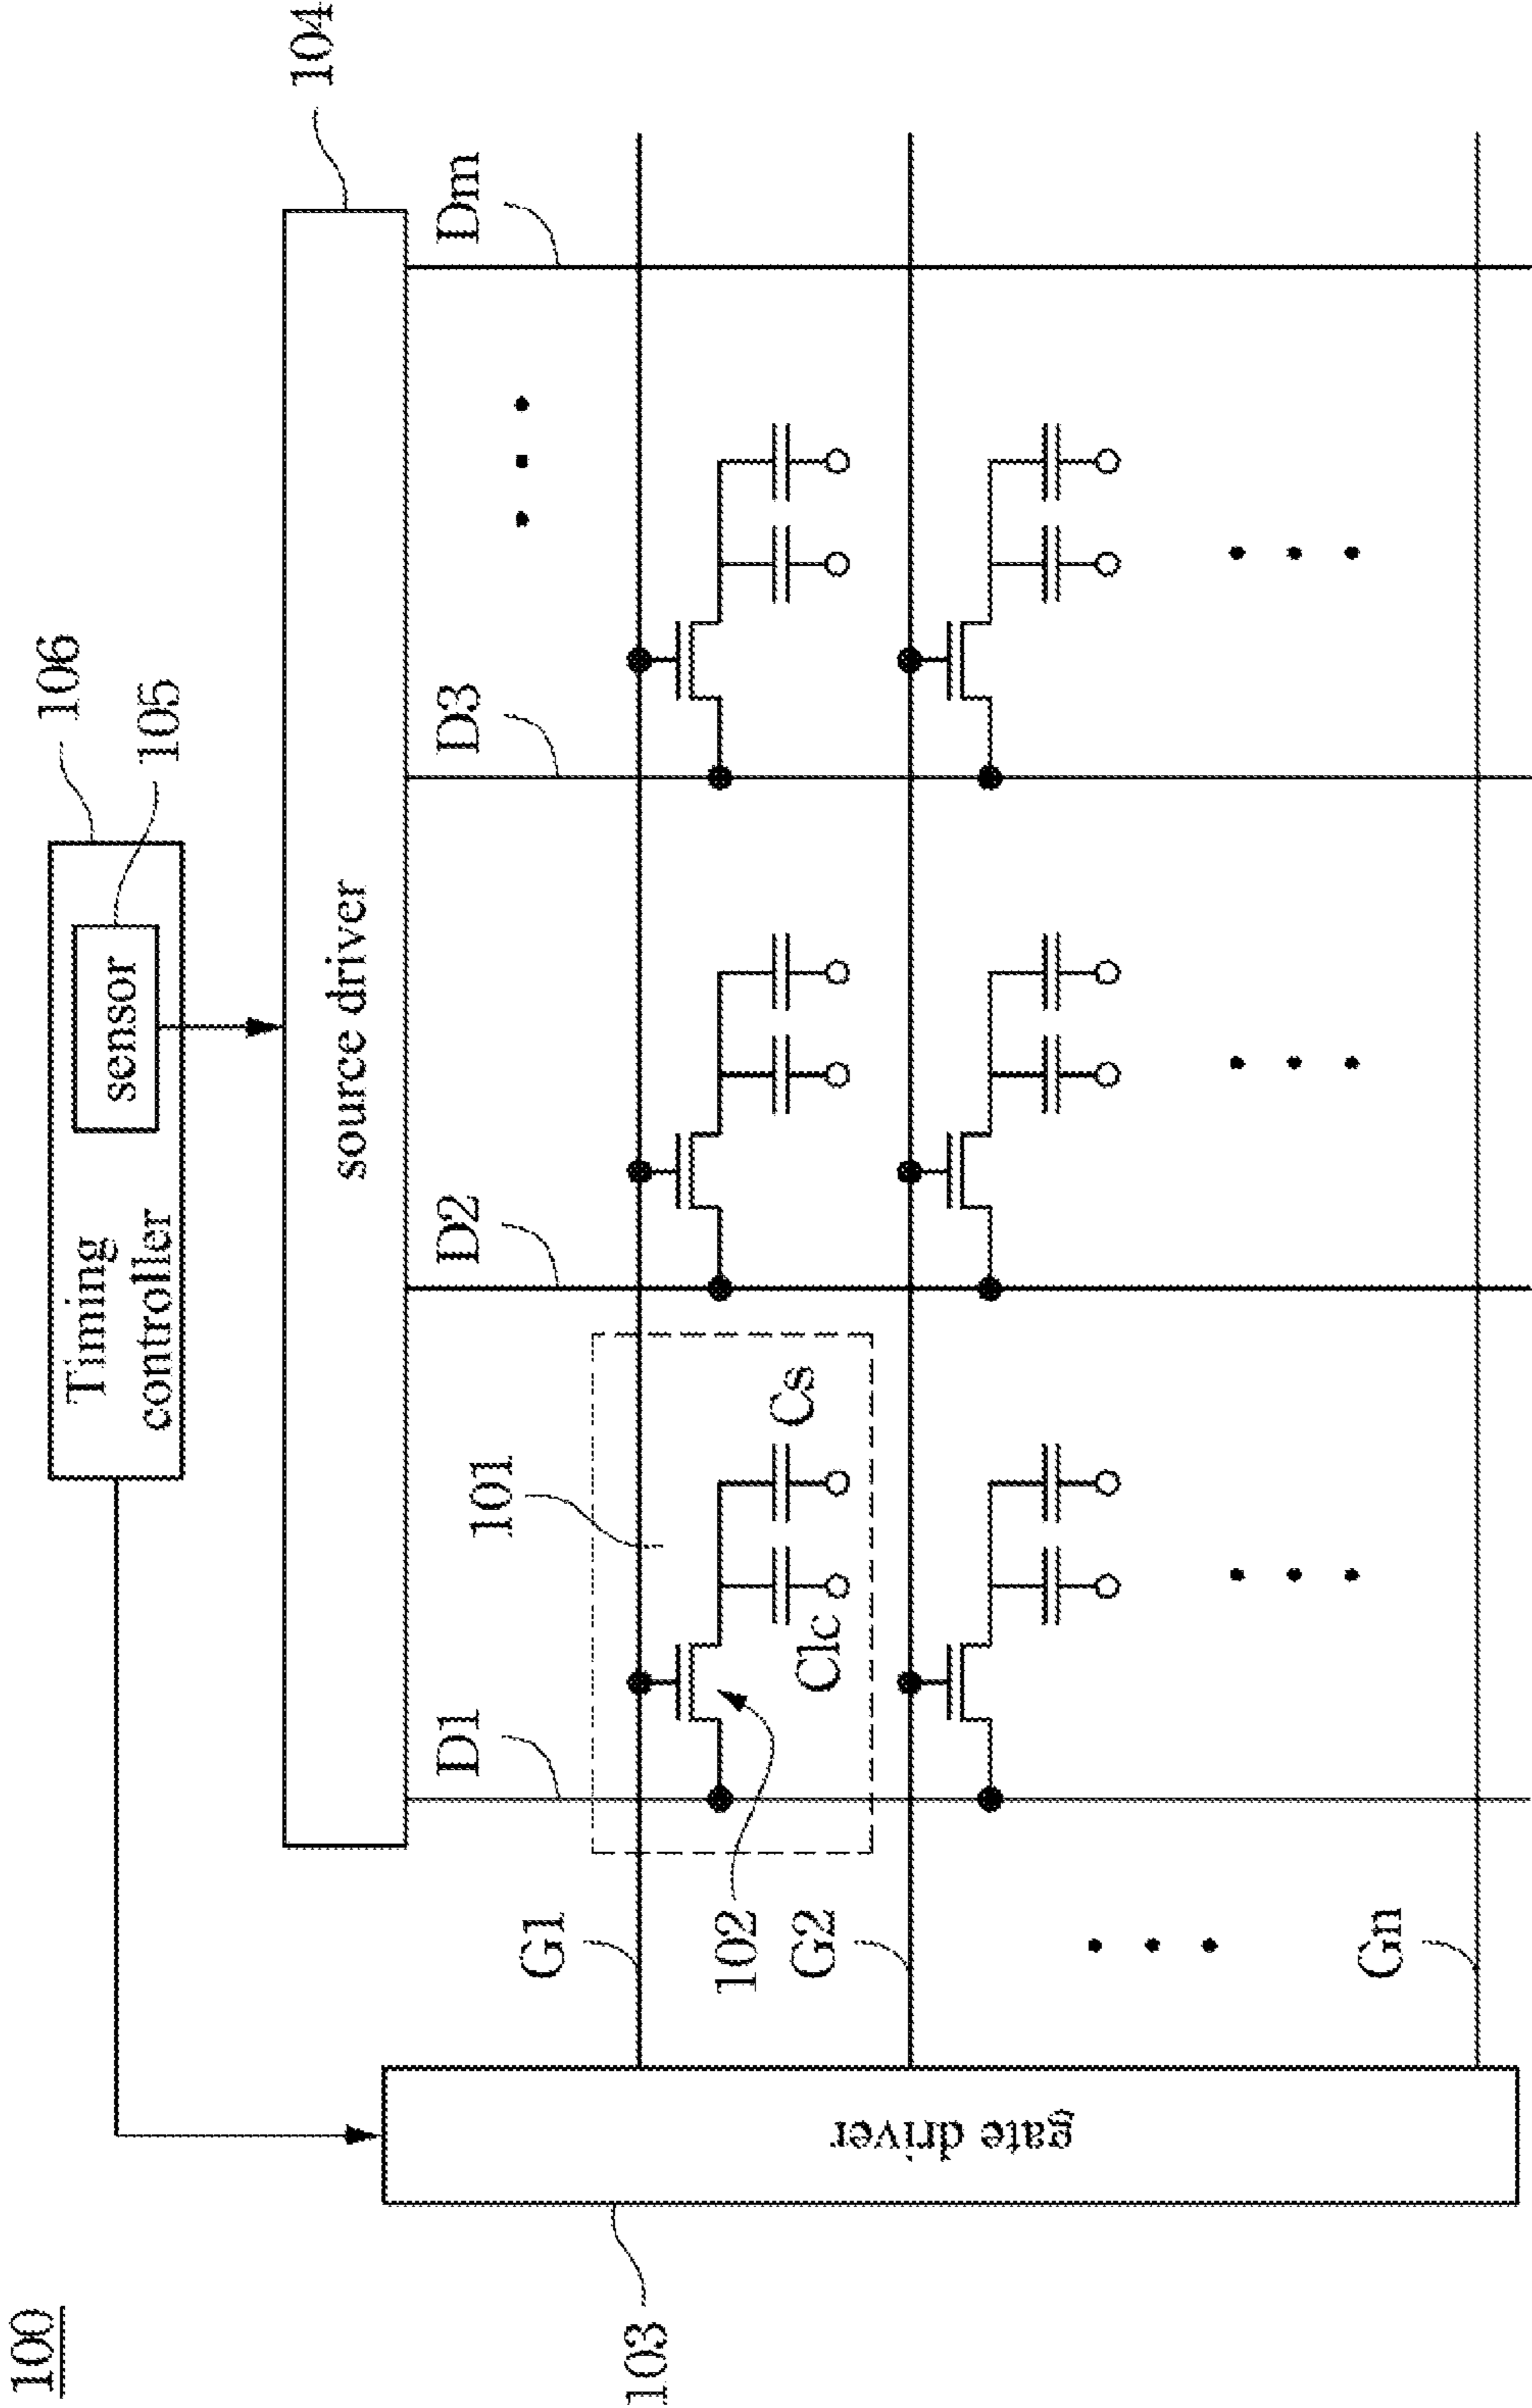 100
Timing
controller
sensor
106
105
source driver
104
D1
D2
D3
Dm
101
G1
Cs
Clc
102
G2
Gn
gate driver
103